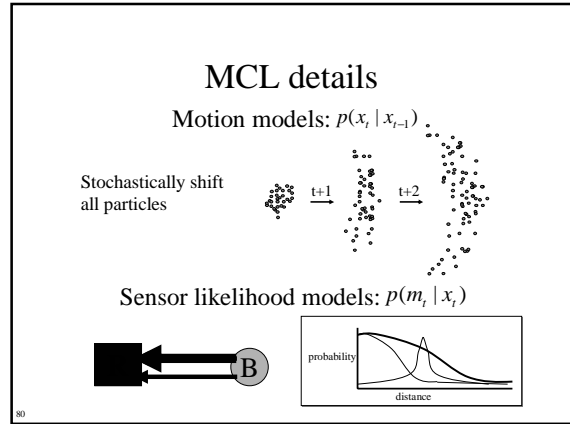 MCL details
Motion models: p(x_t | x_{t-1})
Stochastically shift
all particles
t+1
t+2
Sensor likelihood models: p(m_t | x_t)
B
probability
distance
80